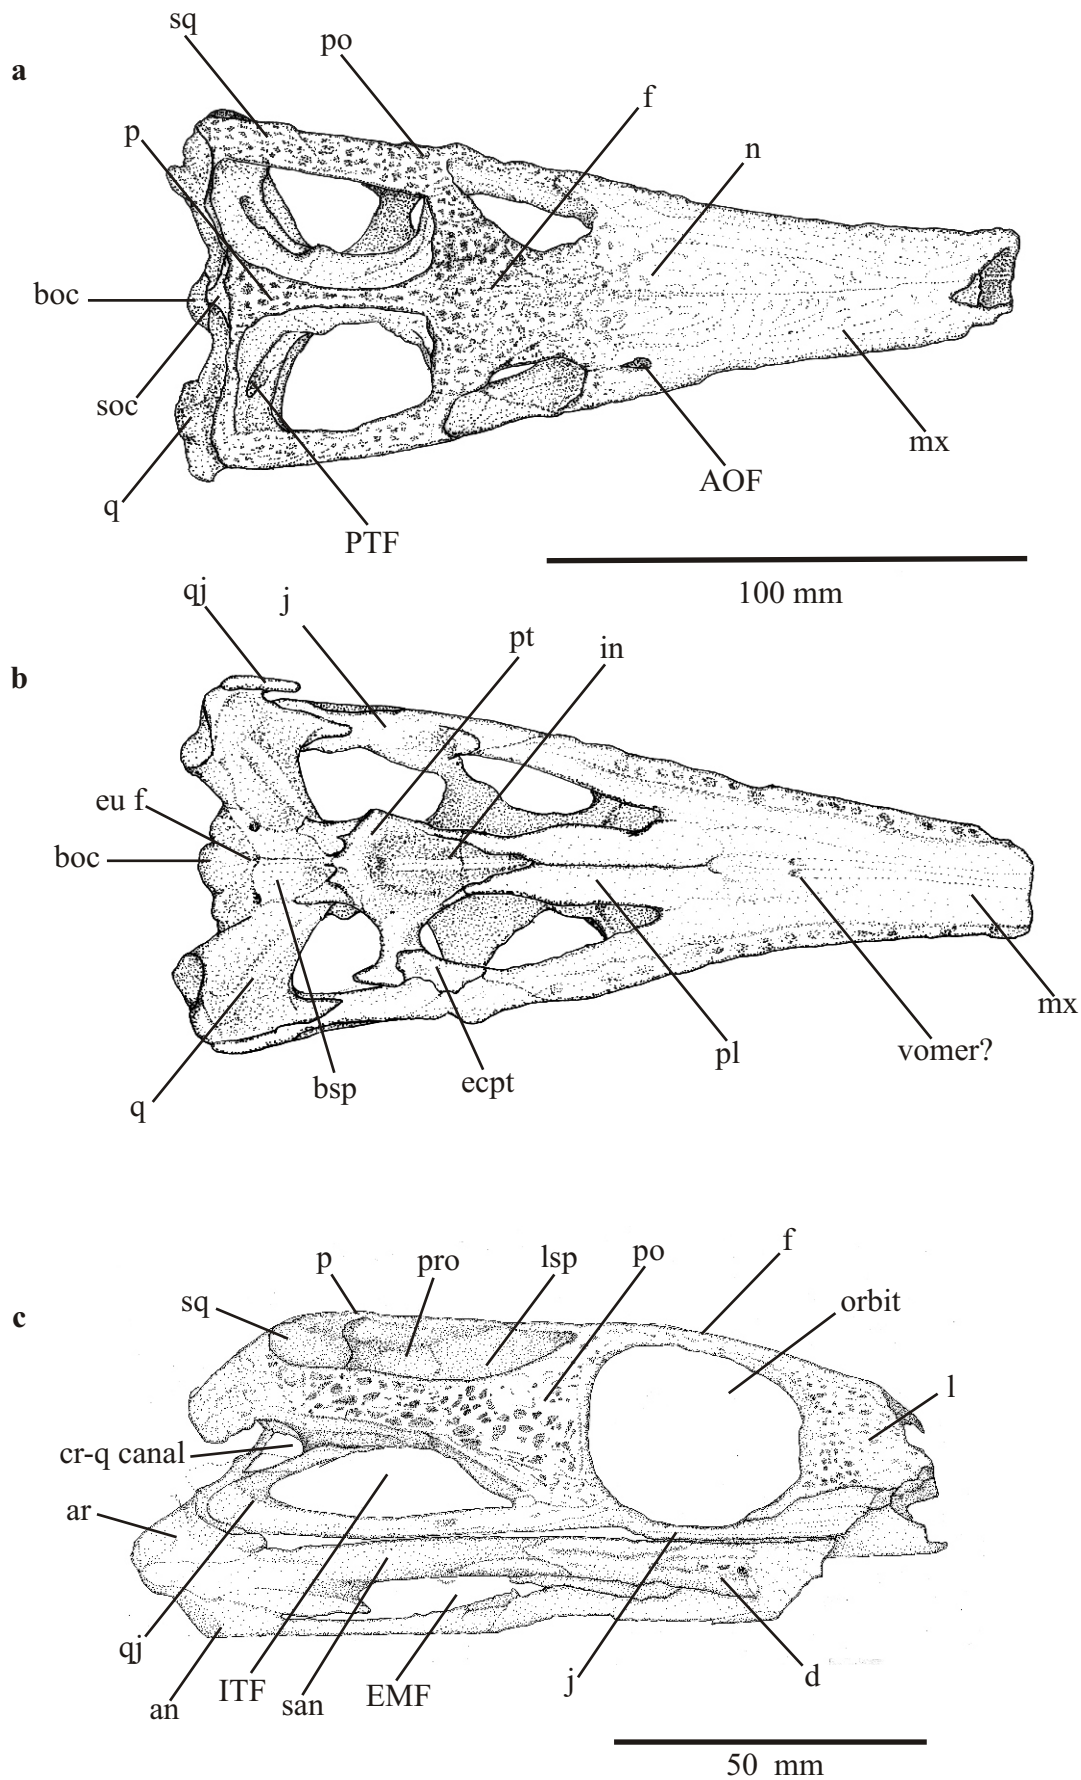 sq
po
a
f
p
n
boc
soc
mx
AOF
q
PTF
100 mm
qj
j
pt
in
b
eu f
boc
mx
pl
vomer?
ecpt
bsp
q
f
po
lsp
p
pro
sq
orbit
c
l
cr-q canal
ar
qj
ITF
EMF
j
d
san
an
50 mm